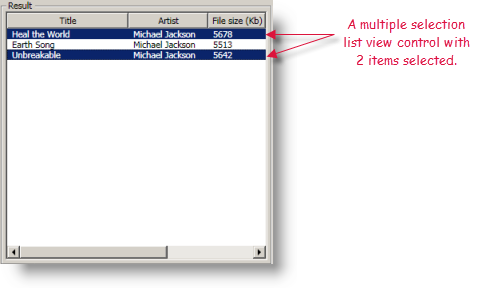 Result
Title Artist File size (Kb)
Heal the World Michael Jackson 5678
Earth Song Michael Jackson 5513
Unbreakable Michael Jackson 5642
A multiple selection
list view control with
2 items selected.